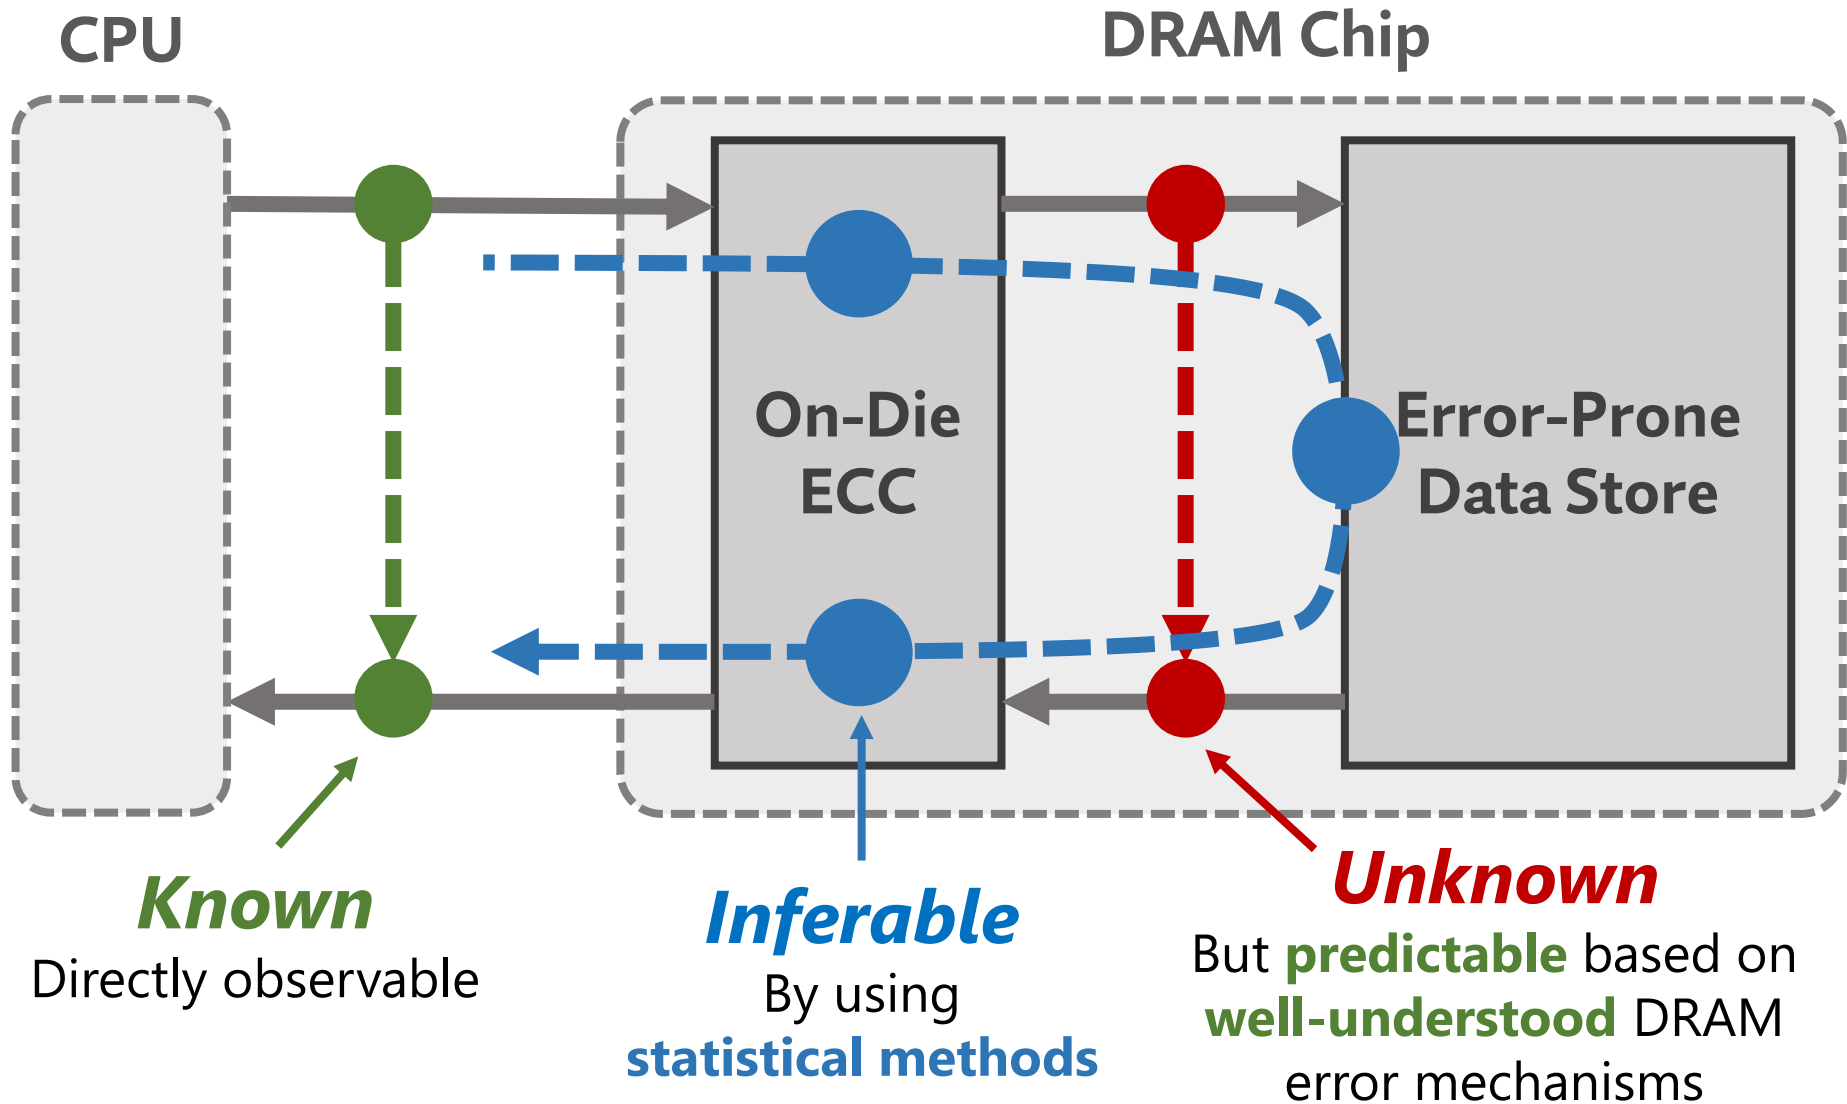 CPU
DRAM Chip
On-Die
ECC
Error-Prone
Data Store
Known
Directly observable
Inferable
By using
statistical methods
Unknown
But predictable based on
well-understood DRAM
error mechanisms